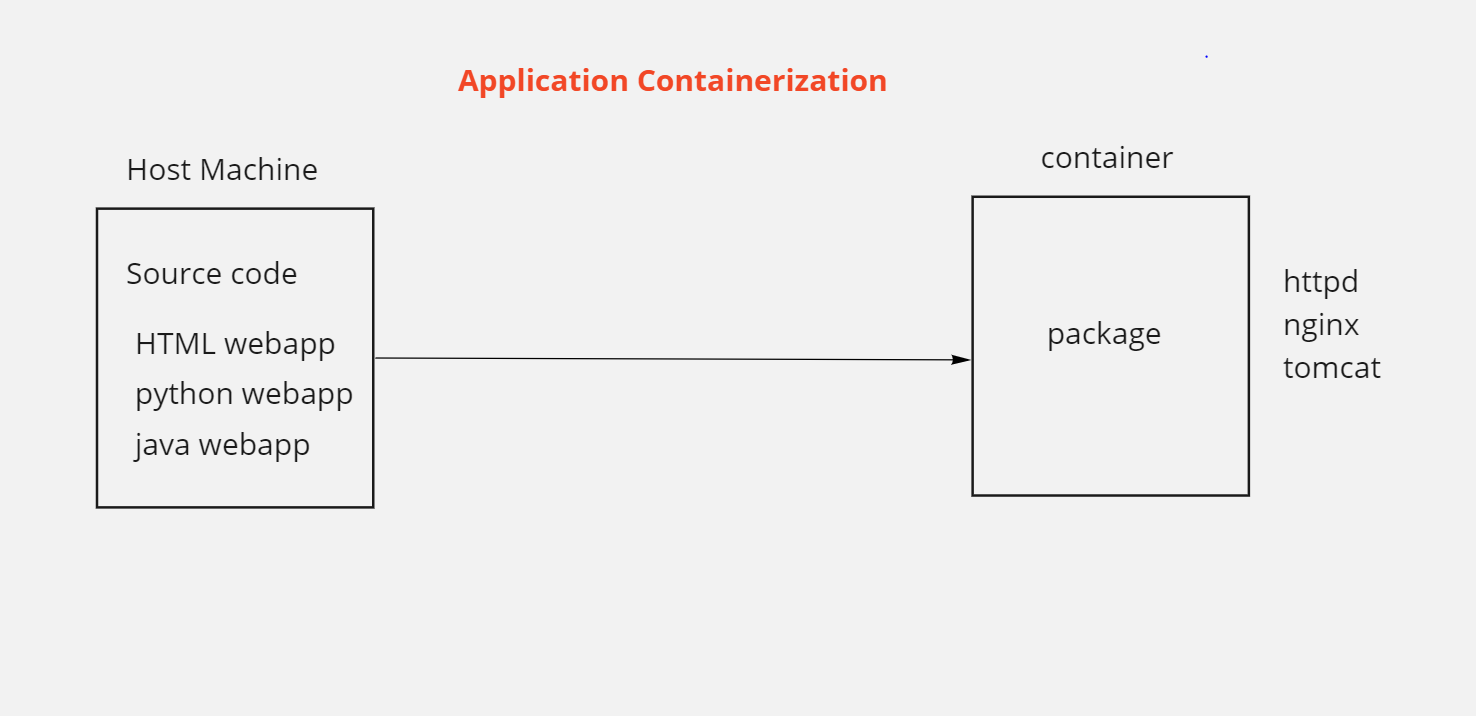 Application Containerization
Host Machine
Source code
HTML webapp
python webapp
java webapp
container
package
httpd
nginx
tomcat